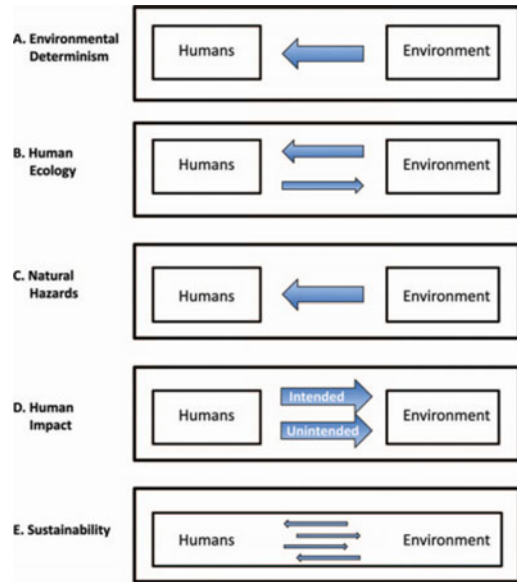 A. Environmental
Determinism
Humans
Environment
B. Human
Ecology
Humans
Environment
C. Natural
Hazards
Humans
Environment
D. Human
Impact
Humans
Intended
Unintended
Environment
E. Sustainability
Humans
Environment